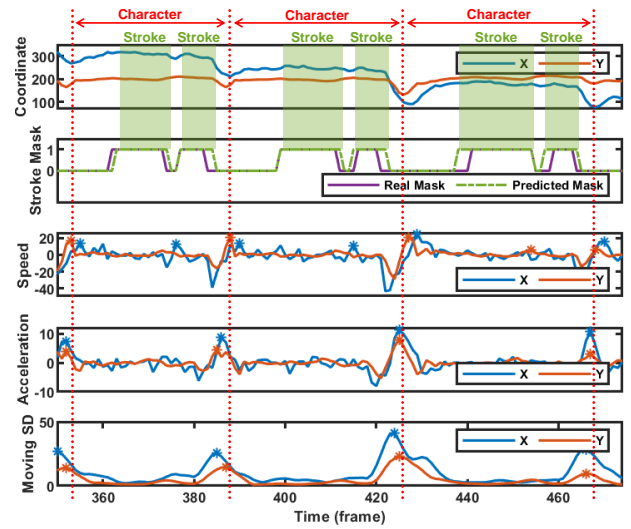 Character Character Character
Stroke Stroke Stroke Stroke Stroke Stroke
Coordinate
300
200
100
X Y
Stroke Mask
1
0
Real Mask Predicted Mask
Speed
20
0
-20
-40
X Y
Acceleration
10
0
-10
X Y
Moving SD
50
0
X Y
360 380 400 420 440 460
Time (frame)